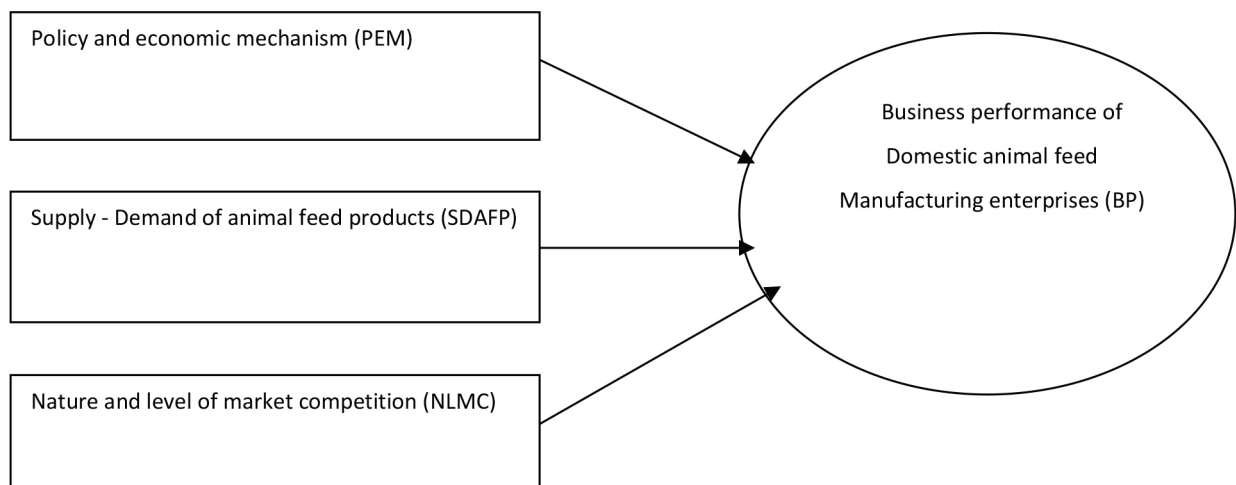 Policy and economic mechanism (PEM)
Supply - Demand of animal feed products (SDAFP)
Nature and level of market competition (NLMC)
Business performance of
Domestic animal feed
Manufacturing enterprises (BP)